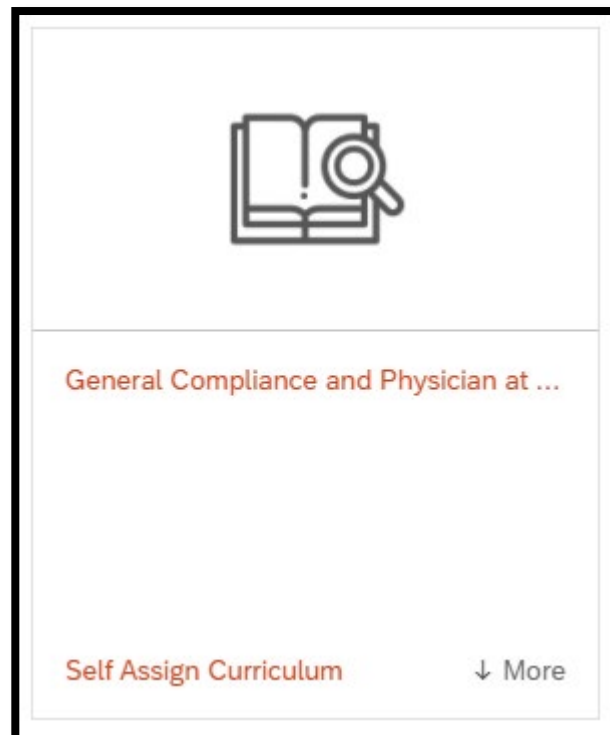 General Compliance and Physician at ...
Self Assign Curriculum
↓ More